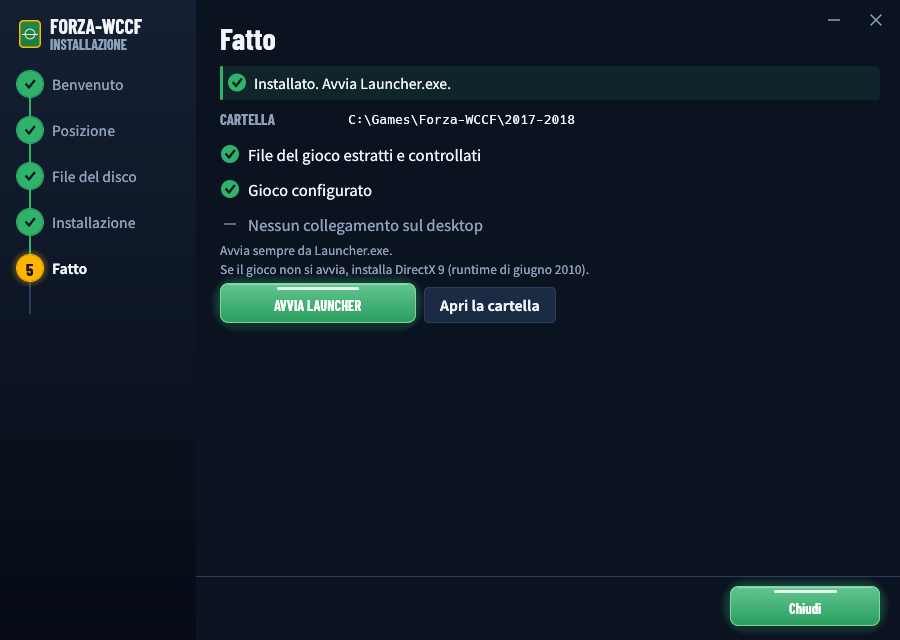 FORZA-WCCF
INSTALLAZIONE
Benvenuto
Posizione
File del disco
Installazione
5 Fatto
Fatto
Installato. Avvia Launcher.exe.
CARTELLA C:\Games\Forza-WCCF\2017-2018
File del gioco estratti e controllati
Gioco configurato
Nessun collegamento sul desktop
Avvia sempre da Launcher.exe.
Se il gioco non si avvia, installa DirectX 9 (runtime di giugno 2010).
AVVIA LAUNCHER Apri la cartella
Chiudi